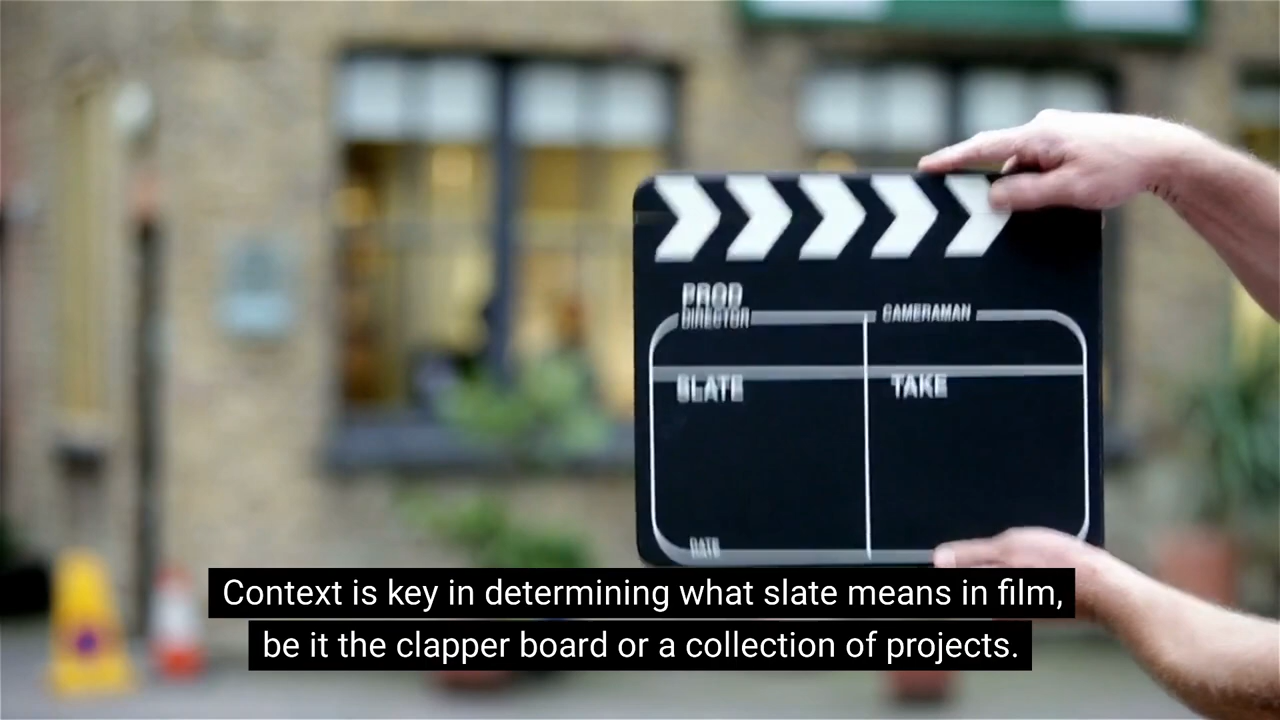 PROD
DIRECTOR
CAMERAMAN
SLATE
TAKE
DATE
Context is key in determining what slate means in film,
be it the clapper board or a collection of projects.